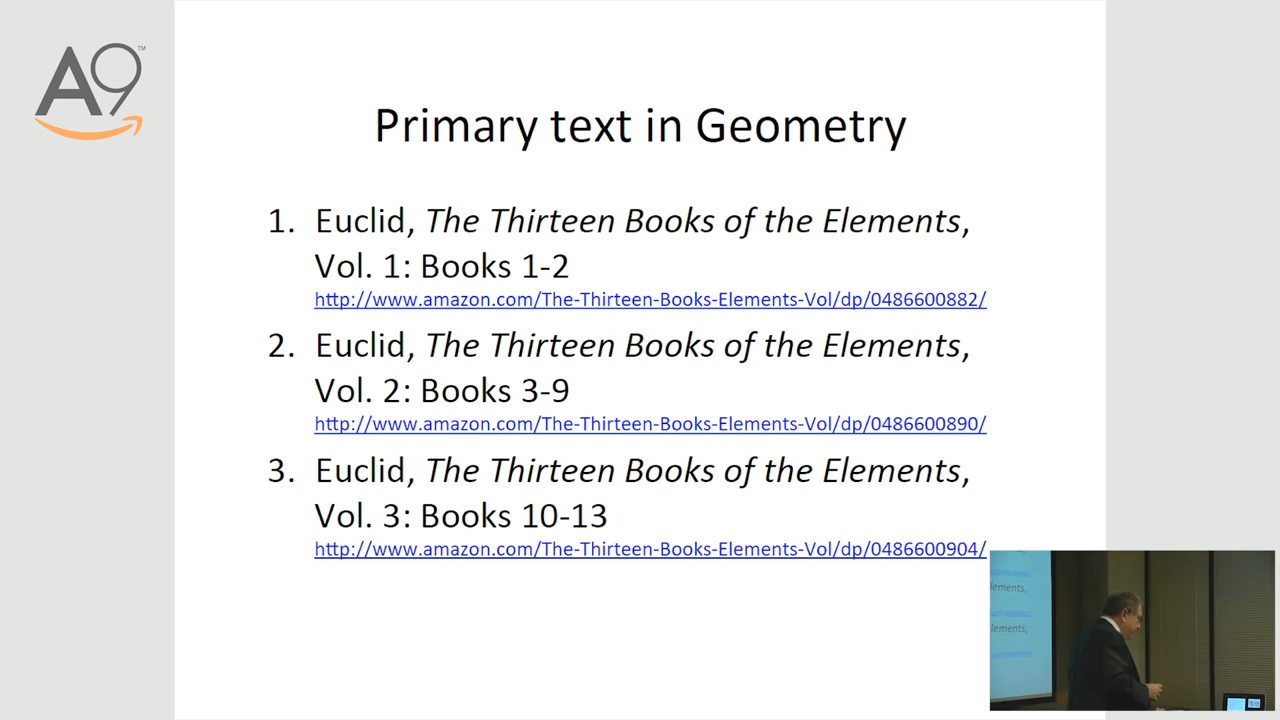 A9™
Primary text in Geometry
1. Euclid, The Thirteen Books of the Elements,
Vol. 1: Books 1-2
http://www.amazon.com/The-Thirteen-Books-Elements-Vol/dp/0486600882/
2. Euclid, The Thirteen Books of the Elements,
Vol. 2: Books 3-9
http://www.amazon.com/The-Thirteen-Books-Elements-Vol/dp/0486600890/
3. Euclid, The Thirteen Books of the Elements,
Vol. 3: Books 10-13
http://www.amazon.com/The-Thirteen-Books-Elements-Vol/dp/0486600904/
lements,
lements,